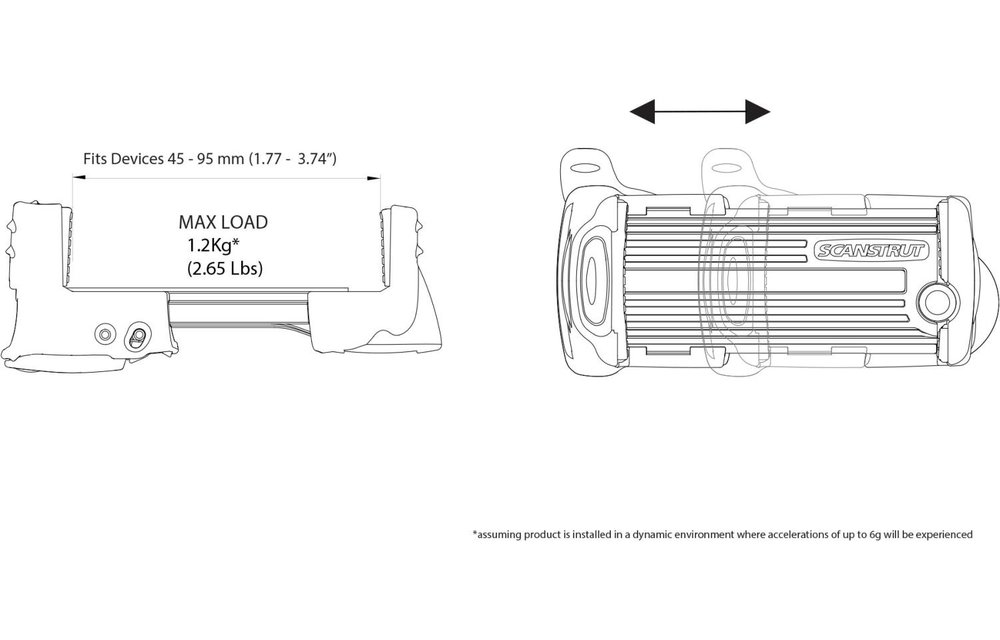 Fits Devices 45 - 95 mm (1.77 - 3.74”)
MAX LOAD
1.2Kg*
(2.65 Lbs)
SCANSTRUT
*assuming product is installed in a dynamic environment where accelerations of up to 6g will be experienced